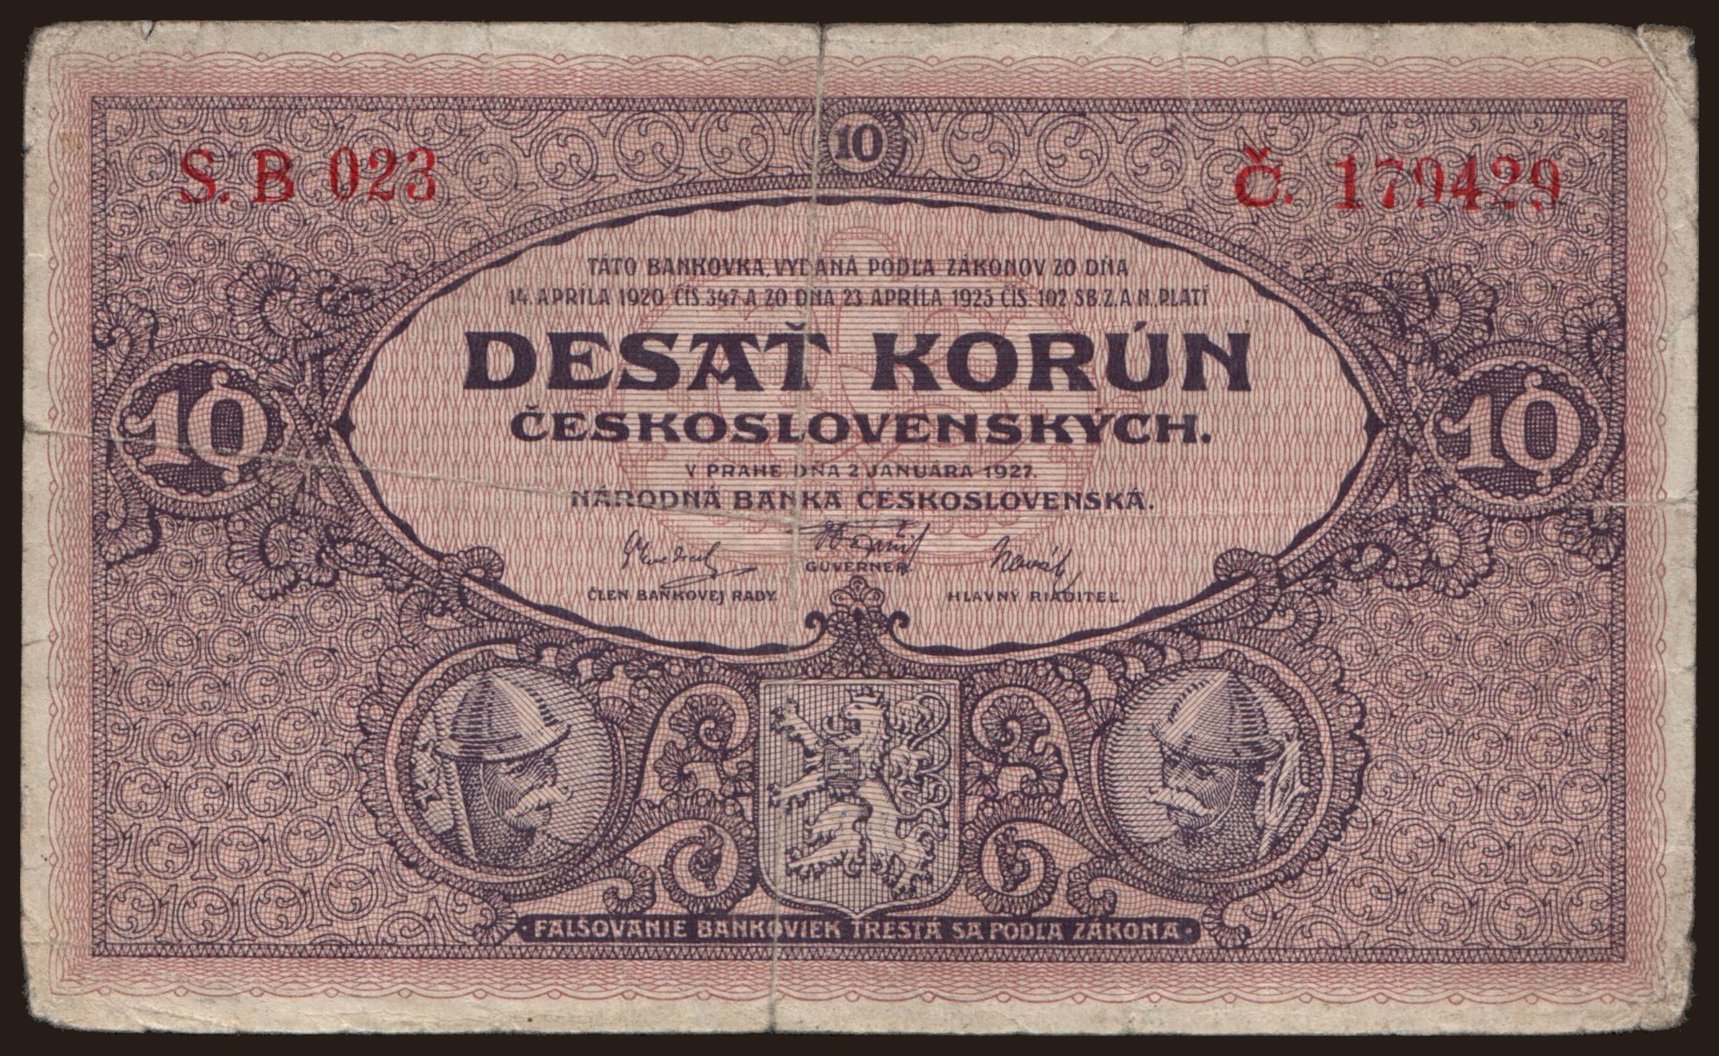 10
S. B 023
Č. 179429
TÁTO BANKOVKA, VYDANÁ PODĽA ZÁKONOV ZO DŇA
14. APRÍLA 1920 ČÍS. 347 A ZO DŇA 23 APRÍLA 1925 ČÍS. 102 SB. Z. A N. PLATÍ
DESAŤ KORÚN
ČESKOSLOVENSKÝCH.
10
10
V PRAHE DŇA 2 JANUÁRA 1927.
NÁRODNÁ BANKA ČESKOSLOVENSKÁ.
Novák
GUVERNER.
ČLEN BANKOVEJ RADY.
HLAVNÝ RIADITEĽ.
· FALŠOVANIE BANKOVIEK TRESTÁ SA PODĽA ZÁKONA ·